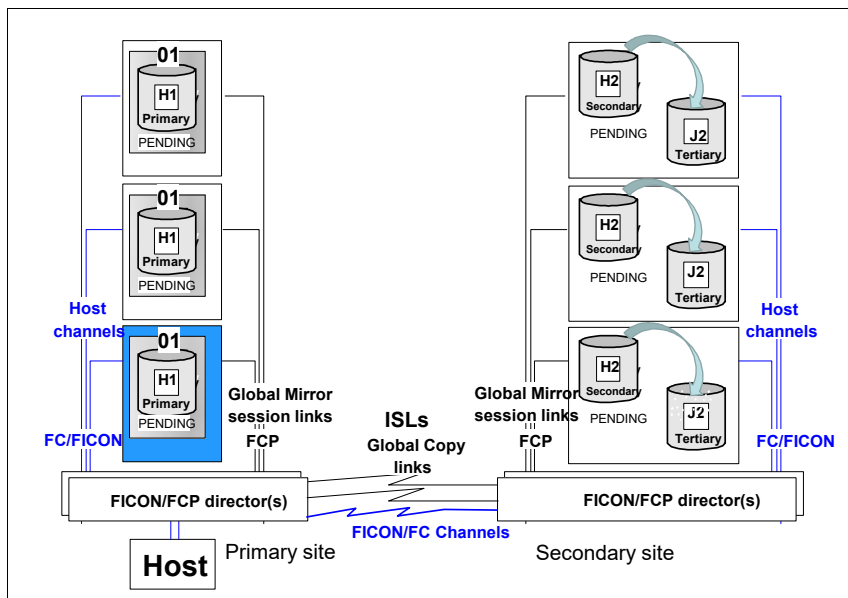 01
H1
Primary
PENDING
01
H1
Primary
PENDING
01
H1
Primary
PENDING
Host
channels
FC/FICON
Global Mirror
session links
FCP
ISLs
Global Copy
links
H2
Secondary
PENDING
J2
Tertiary
H2
Secondary
PENDING
J2
Tertiary
H2
Secondary
PENDING
J2
Tertiary
Global Mirror
session links
FCP
Host
channels
FC/FICON
FICON/FCP director(s)
FICON/FCP director(s)
FICON/FC Channels
Host
Primary site
Secondary site